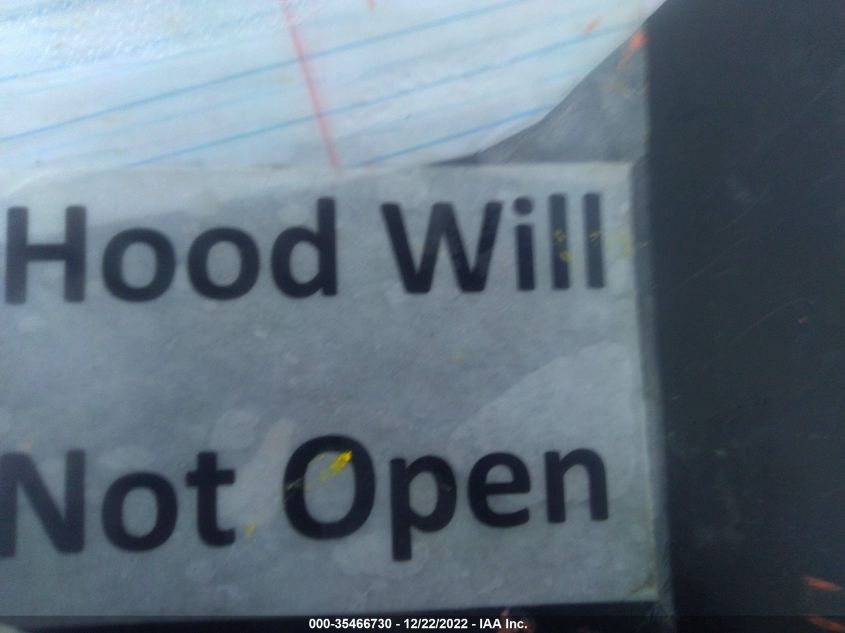 Hood Will
Not Open
000-35466730 - 12/22/2022 - IAA Inc.